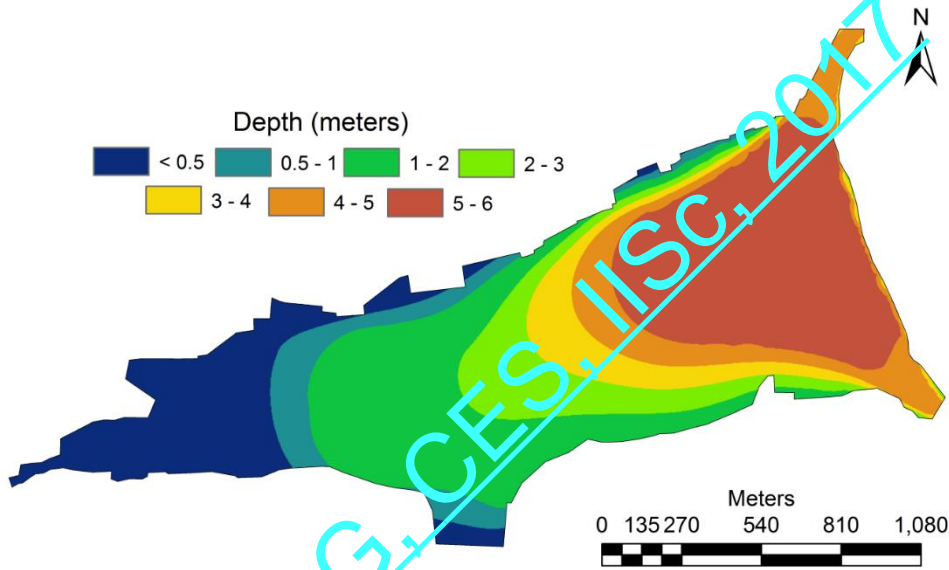 N
Depth (meters)
< 0.5 0.5 - 1 1 - 2 2 - 3
3 - 4 4 - 5 5 - 6
G, CES, IISc, 2017
Meters
0 135 270 540 810 1,080